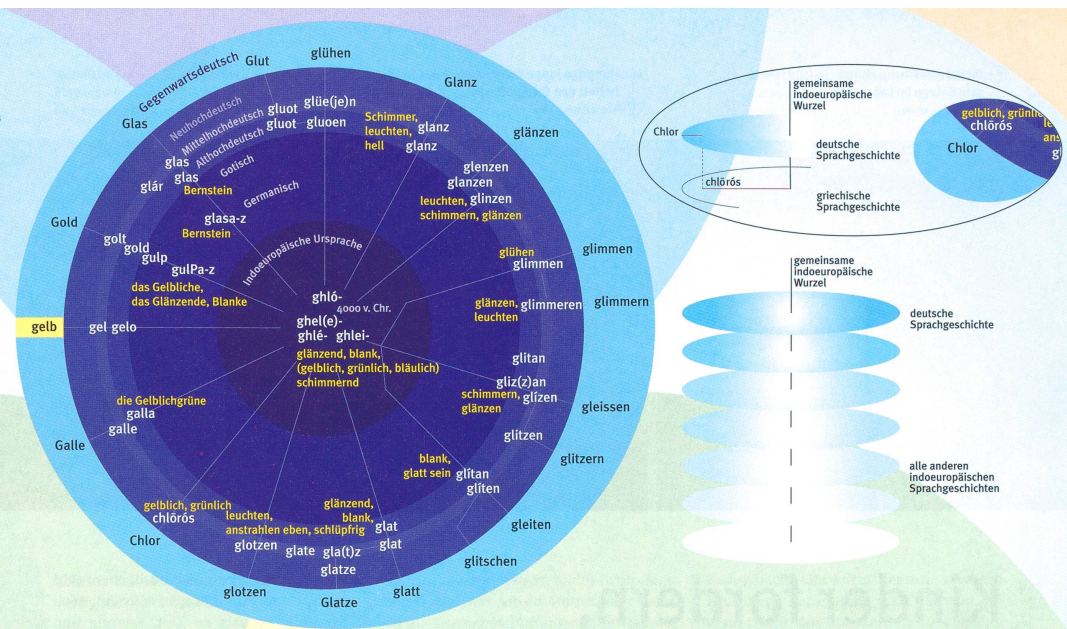 Gegenwartsdeutsch
Neuhochdeutsch
Mittelhochdeutsch
Althochdeutsch
Gotisch
Germanisch
Indoeuropäische Ursprache
ghló-
4000 v. Chr.
ghel(e)-
ghlé- ghlei-
glänzend, blank,
(gelblich, grünlich, bläulich)
schimmernd
Glut
gluot
gluot
glühen
glüe(je)n
gluoen
Glanz
Schimmer,
leuchten,
hell
glanz
glanz
glänzen
glenzen
glanzen
glinzen
leuchten,
schimmern, glänzen
glimmen
glühen
glimmen
glimmern
glänzen,
leuchten
glimmeren
glitan
gliz(z)an
glízen
schimmern,
glänzen
gleissen
glitzen
glitzern
blank,
glatt sein
glítan
glíten
gleiten
glitschen
glänzend,
blank,
glat
glat
glatt
gla(t)z
glatze
Glatze
glate
leuchten,
anstrahlen eben, schlüpfrig
glotzen
glotzen
gelblich, grünlich
chlōrós
Chlor
die Gelblichgrüne
galla
galle
Galle
gelb
gel gelo
Gold
golt
gold
gulp
gulPa-z
das Gelbliche,
das Glänzende, Blanke
Glas
glas
glár
glas
Bernstein
glasa-z
Bernstein
gemeinsame
indoeuropäische
Wurzel
Chlor
deutsche
Sprachgeschichte
chlōrós
griechische
Sprachgeschichte
gelblich, grünlic
chlōrós
Chlor
le
ans
gl
gemeinsame
indoeuropäische
Wurzel
deutsche
Sprachgeschichte
alle anderen
indoeuropäischen
Sprachgeschichten
Kinder fördern.